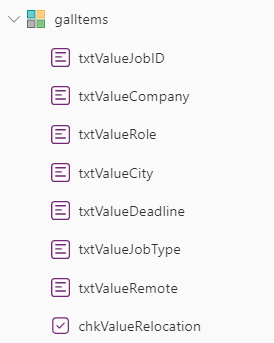 galItems
txtValueJobID
txtValueCompany
txtValueRole
txtValueCity
txtValueDeadline
txtValueJobType
txtValueRemote
chkValueRelocation